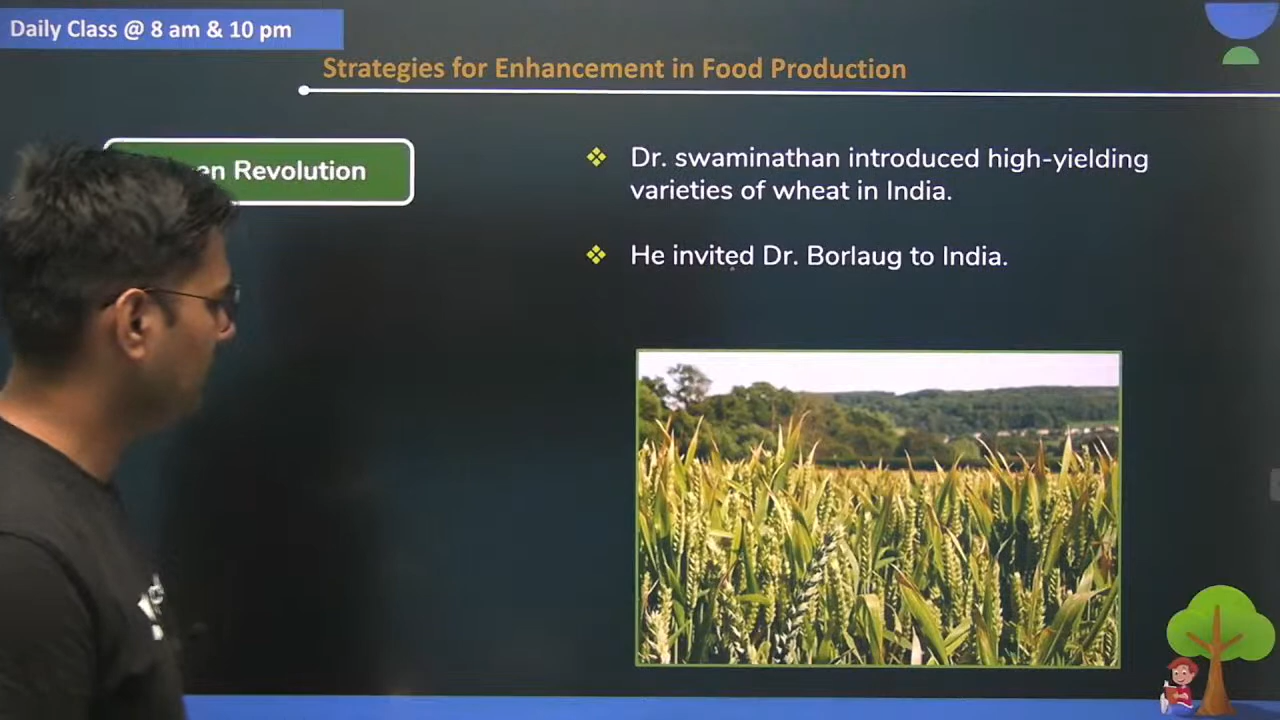 Daily Class @ 8 am & 10 pm
Strategies for Enhancement in Food Production
Revolution
Dr. swaminathan introduced high-yielding
varieties of wheat in India.
He invited Dr. Borlaug to India.